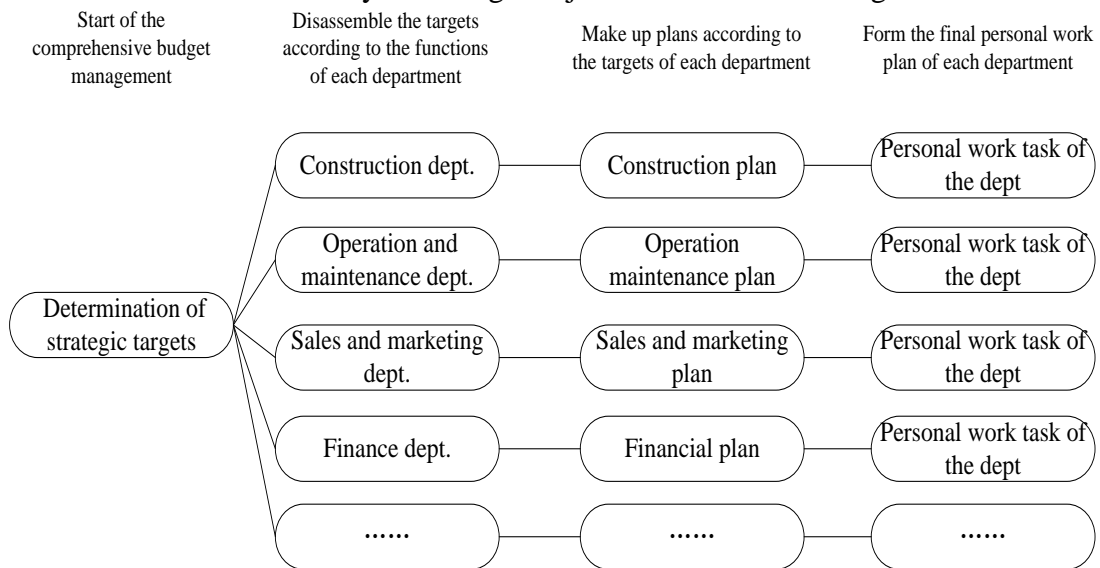 Start of the
comprehensive budget
management
Disassemble the targets
according to the functions
of each department
Make up plans according to
the targets of each department
Form the final personal work
plan of each department
Determination of
strategic targets
Construction dept.
Construction plan
Personal work task of
the dept
Operation and
maintenance dept.
Operation
maintenance plan
Personal work task of
the dept
Sales and marketing
dept.
Sales and marketing
plan
Personal work task of
the dept
Finance dept.
Financial plan
Personal work task of
the dept
......
......
......